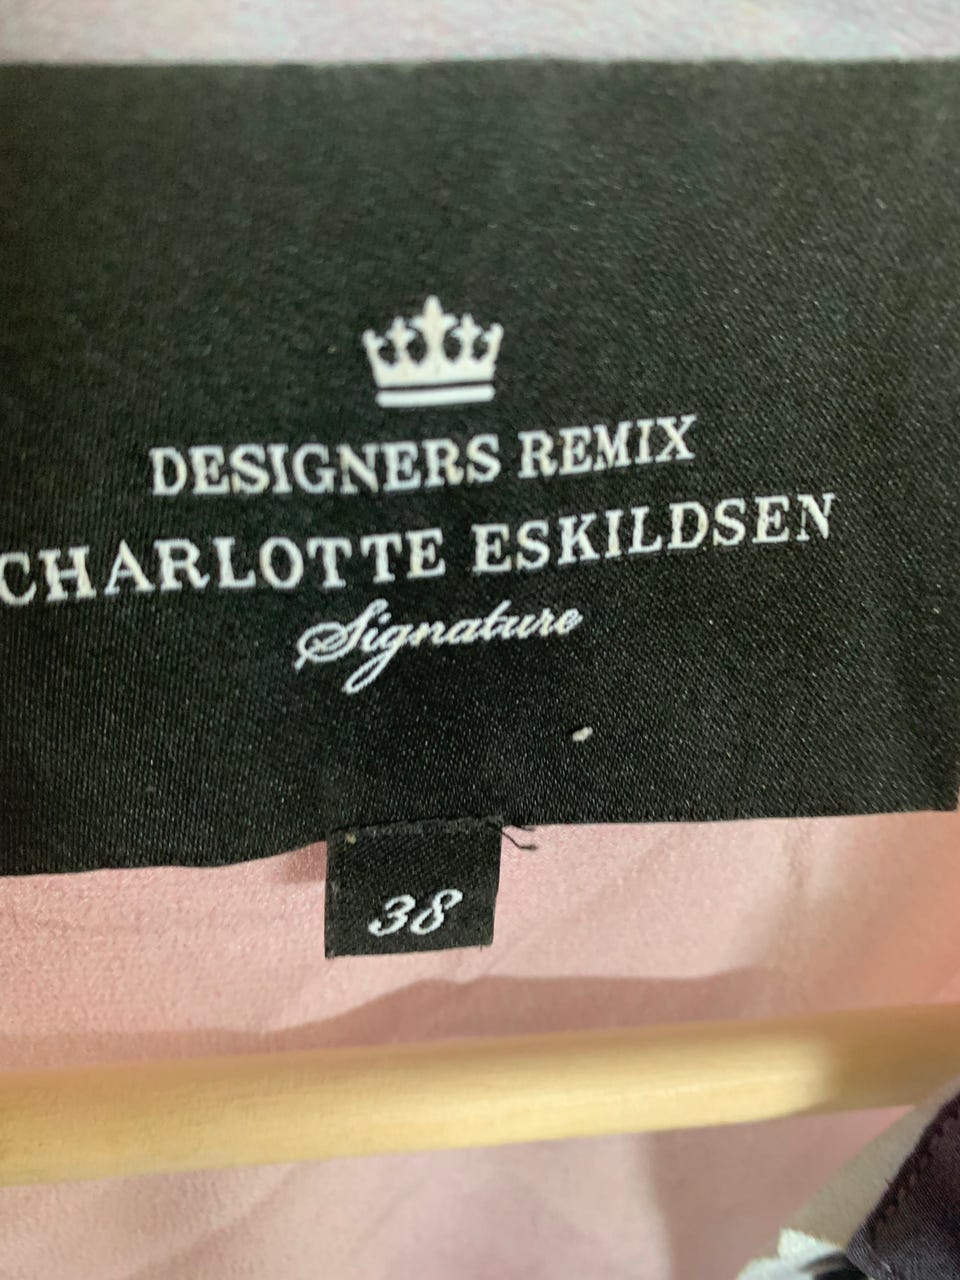 DESIGNERS REMIX
CHARLOTTE ESKILDSEN
Signature
38